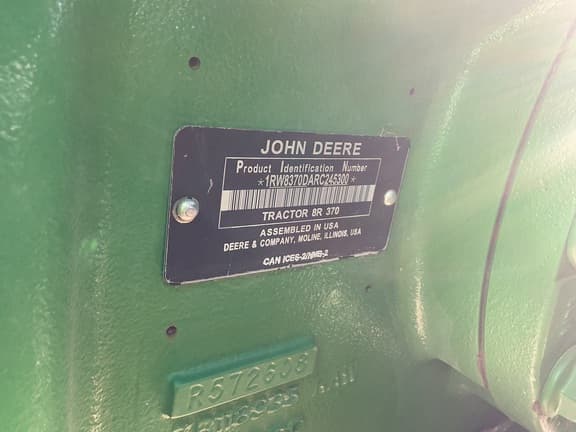 JOHN DEERE
Product Identification Number
*1RW8370DARC245300*
TRACTOR 8R 370
ASSEMBLED IN USA
DEERE & COMPANY, MOLINE, ILLINOIS, USA
CAN ICES-2/NMB-2
R572608